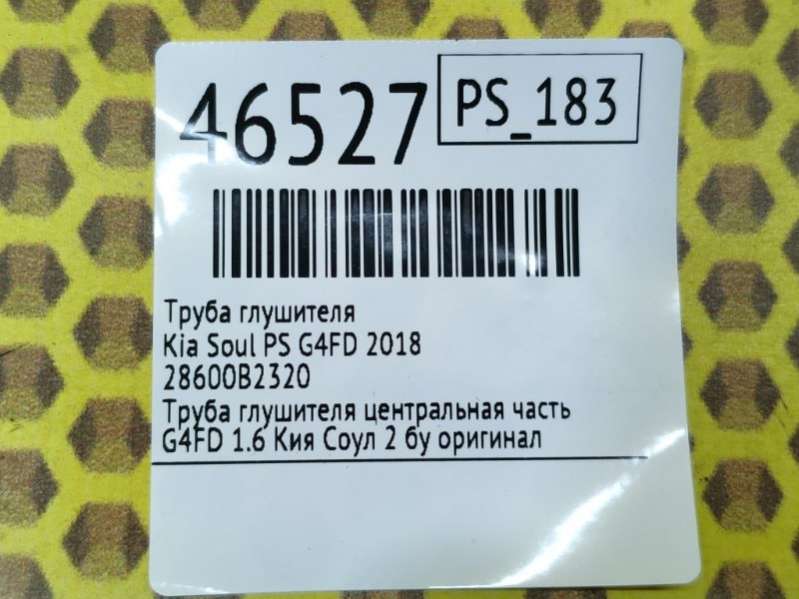 46527
PS_183
Труба глушителя
Kia Soul PS G4FD 2018
28600B2320
Труба глушителя центральная часть
G4FD 1.6 Кия Соул 2 бу оригинал